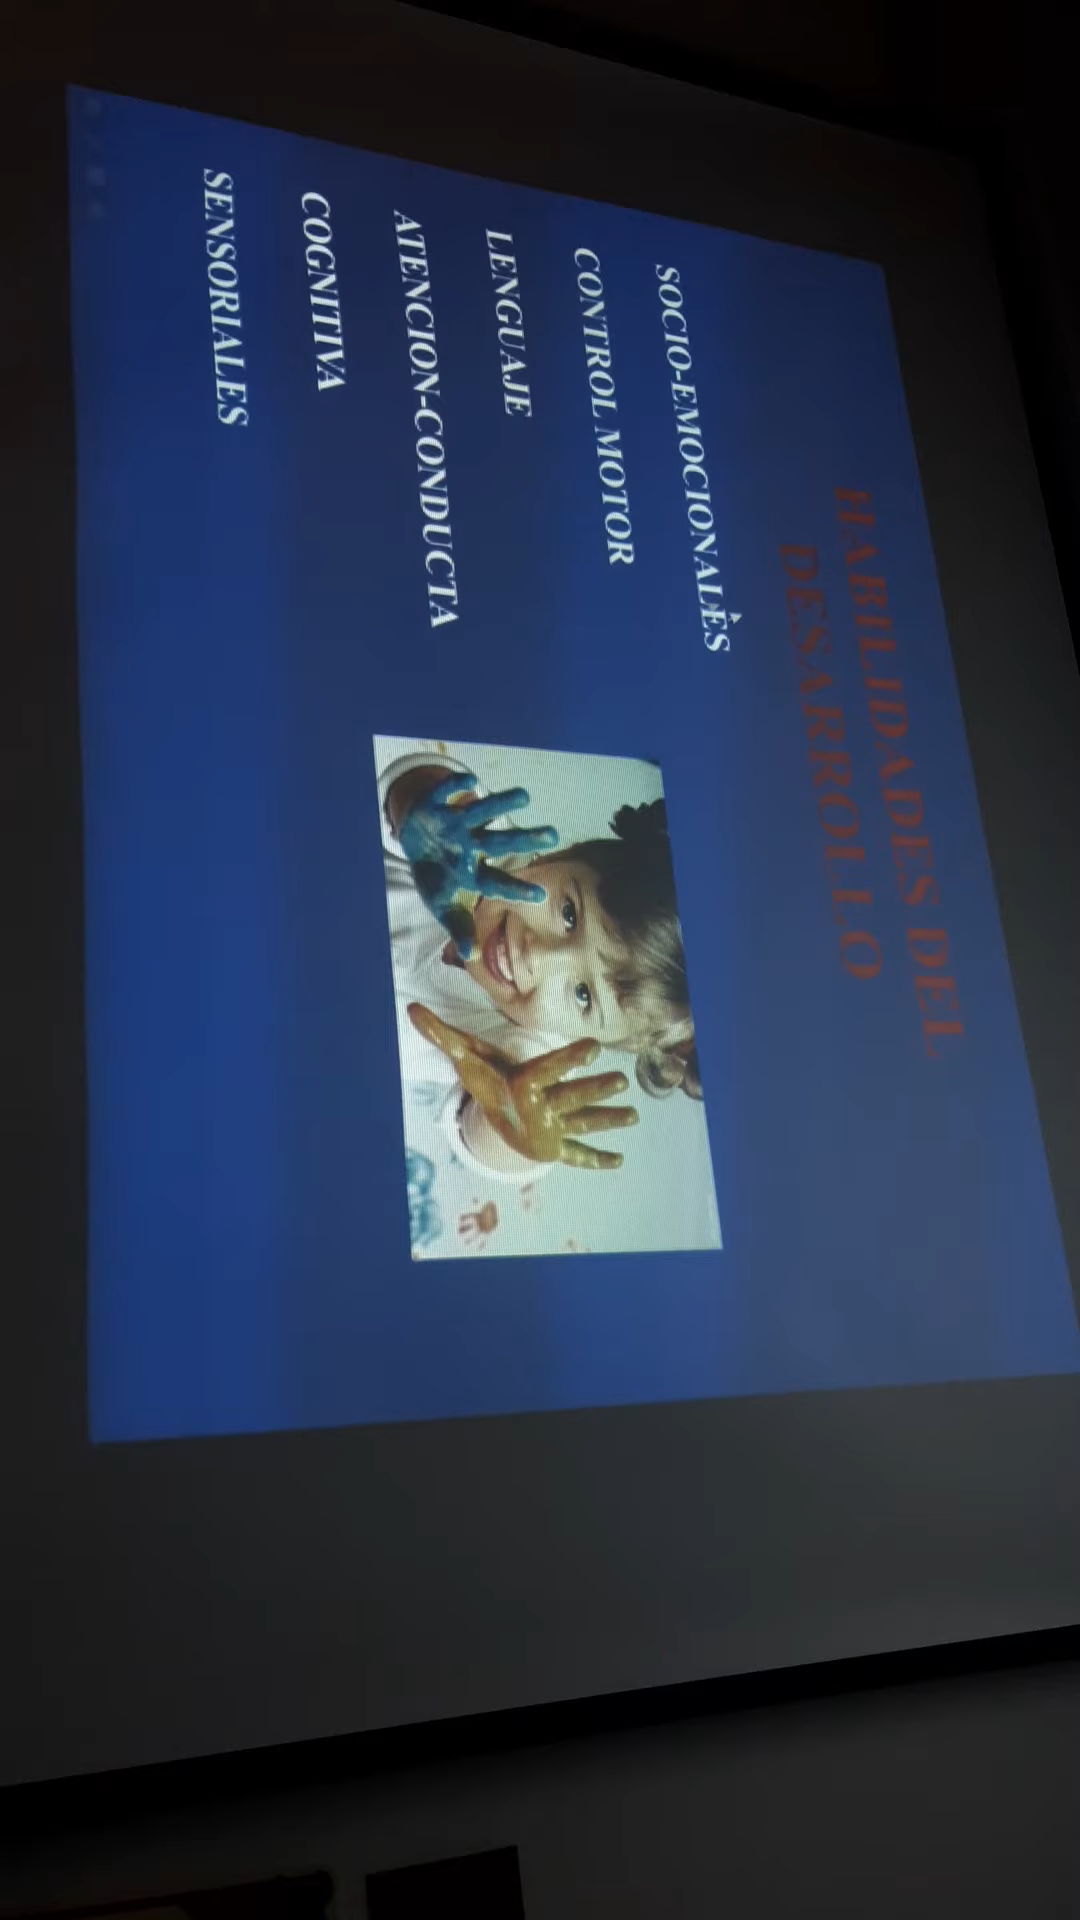 HABILIDADES DEL
DESARROLLO
SOCIO-EMOCIONALES
CONTROL MOTOR
LENGUAJE
ATENCION-CONDUCTA
COGNITIVA
SENSORIALES